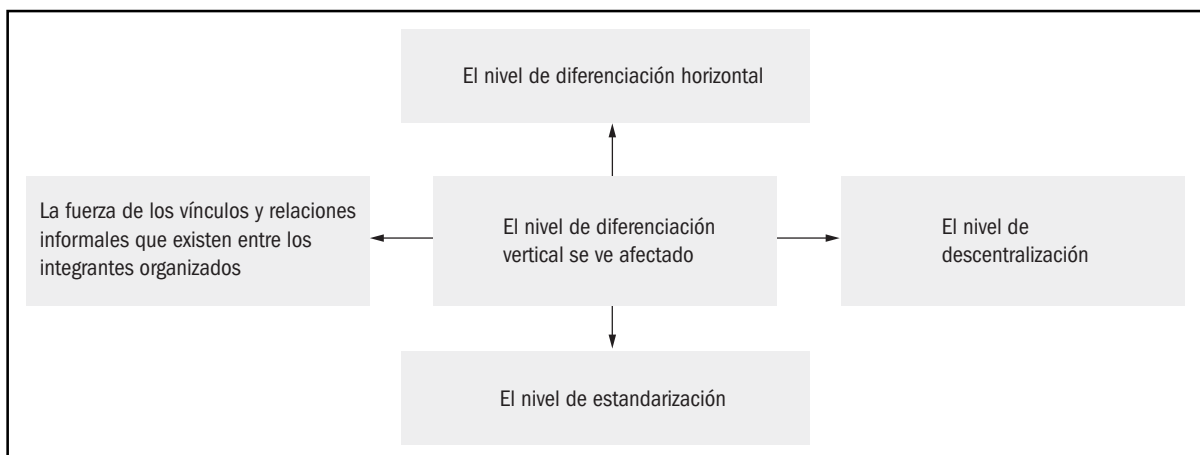 El nivel de diferenciación horizontal
La fuerza de los vínculos y relaciones
informales que existen entre los
integrantes organizados
El nivel de diferenciación
vertical se ve afectado
El nivel de
descentralización
El nivel de estandarización